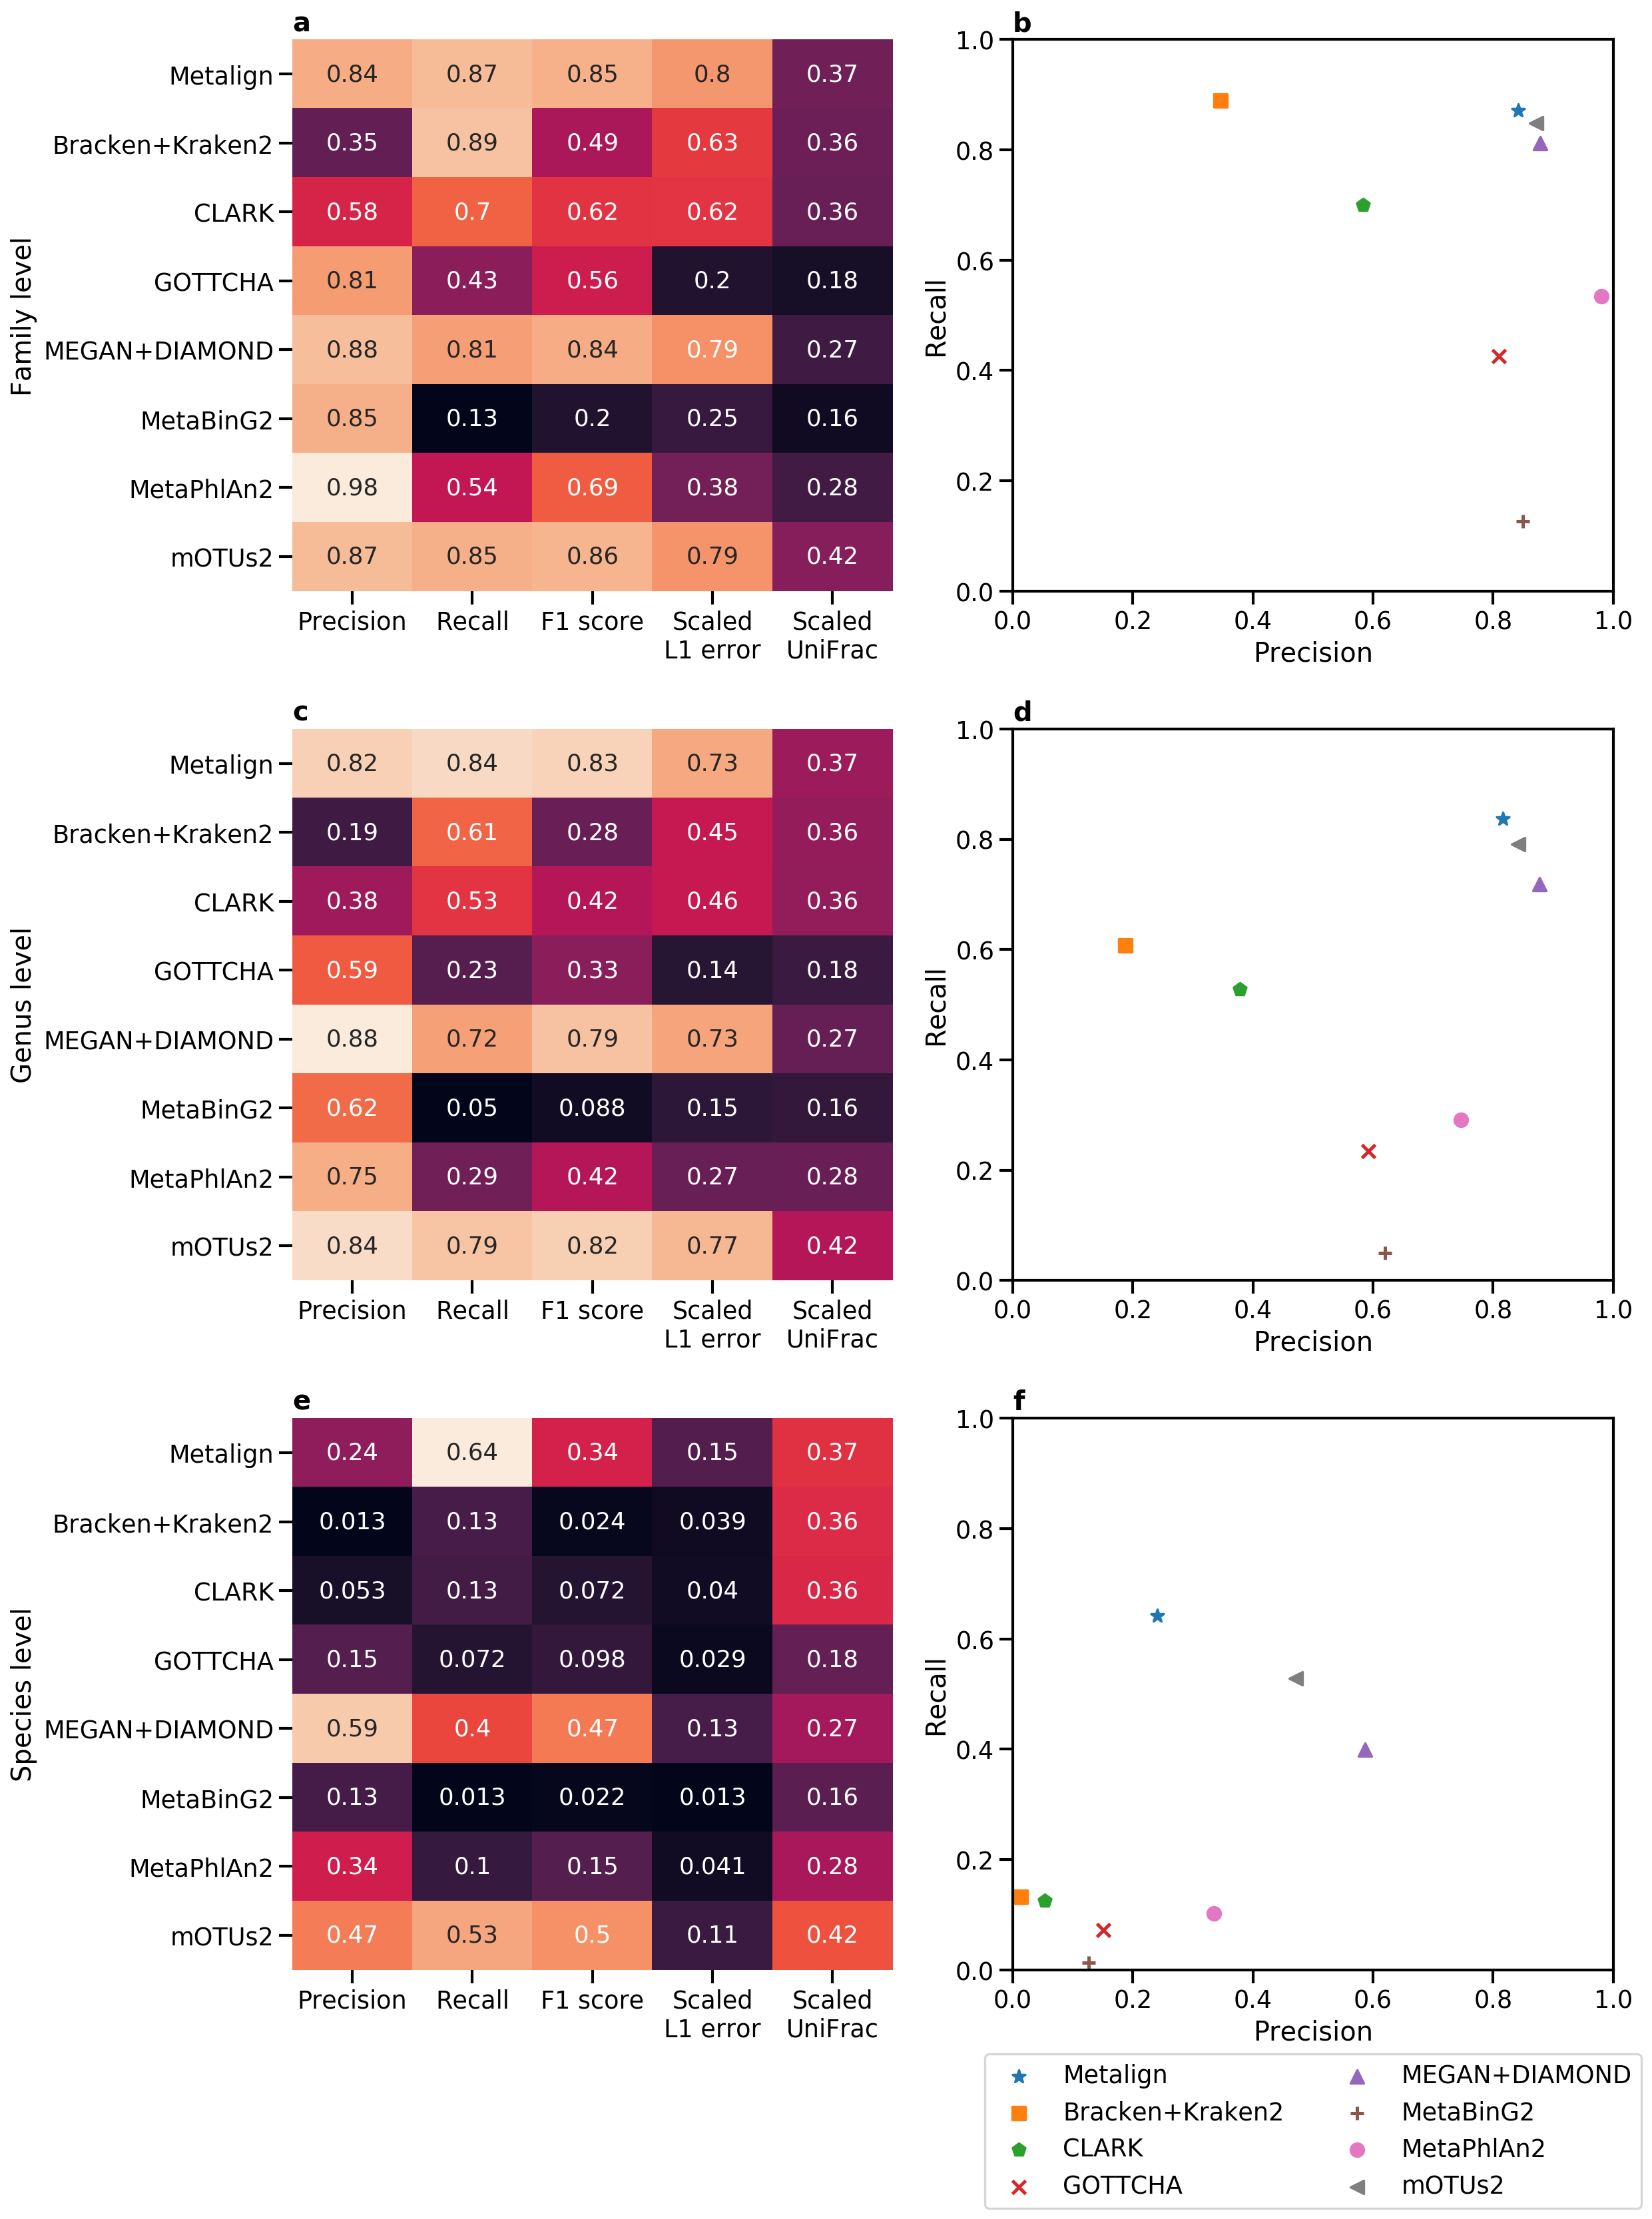 a
Family level
Metalign 0.84 0.87 0.85 0.8 0.37
Bracken+Kraken2 0.35 0.89 0.49 0.63 0.36
CLARK 0.58 0.7 0.62 0.62 0.36
GOTTCHA 0.81 0.43 0.56 0.2 0.18
MEGAN+DIAMOND 0.88 0.81 0.84 0.79 0.27
MetaBinG2 0.85 0.13 0.2 0.25 0.16
MetaPhlAn2 0.98 0.54 0.69 0.38 0.28
mOTUs2 0.87 0.85 0.86 0.79 0.42
Precision Recall F1 score Scaled Scaled
L1 error UniFrac
b
Recall
1.0
0.8
0.6
0.4
0.2
0.0
0.0 0.2 0.4 0.6 0.8 1.0
Precision
c
Genus level
Metalign 0.82 0.84 0.83 0.73 0.37
Bracken+Kraken2 0.19 0.61 0.28 0.45 0.36
CLARK 0.38 0.53 0.42 0.46 0.36
GOTTCHA 0.59 0.23 0.33 0.14 0.18
MEGAN+DIAMOND 0.88 0.72 0.79 0.73 0.27
MetaBinG2 0.62 0.05 0.088 0.15 0.16
MetaPhlAn2 0.75 0.29 0.42 0.27 0.28
mOTUs2 0.84 0.79 0.82 0.77 0.42
Precision Recall F1 score Scaled Scaled
L1 error UniFrac
d
Recall
1.0
0.8
0.6
0.4
0.2
0.0
0.0 0.2 0.4 0.6 0.8 1.0
Precision
e
Species level
Metalign 0.24 0.64 0.34 0.15 0.37
Bracken+Kraken2 0.013 0.13 0.024 0.039 0.36
CLARK 0.053 0.13 0.072 0.04 0.36
GOTTCHA 0.15 0.072 0.098 0.029 0.18
MEGAN+DIAMOND 0.59 0.4 0.47 0.13 0.27
MetaBinG2 0.13 0.013 0.022 0.013 0.16
MetaPhlAn2 0.34 0.1 0.15 0.041 0.28
mOTUs2 0.47 0.53 0.5 0.11 0.42
Precision Recall F1 score Scaled Scaled
L1 error UniFrac
f
Recall
1.0
0.8
0.6
0.4
0.2
0.0
0.0 0.2 0.4 0.6 0.8 1.0
Precision
Metalign MEGAN+DIAMOND
Bracken+Kraken2 MetaBinG2
CLARK MetaPhlAn2
GOTTCHA mOTUs2